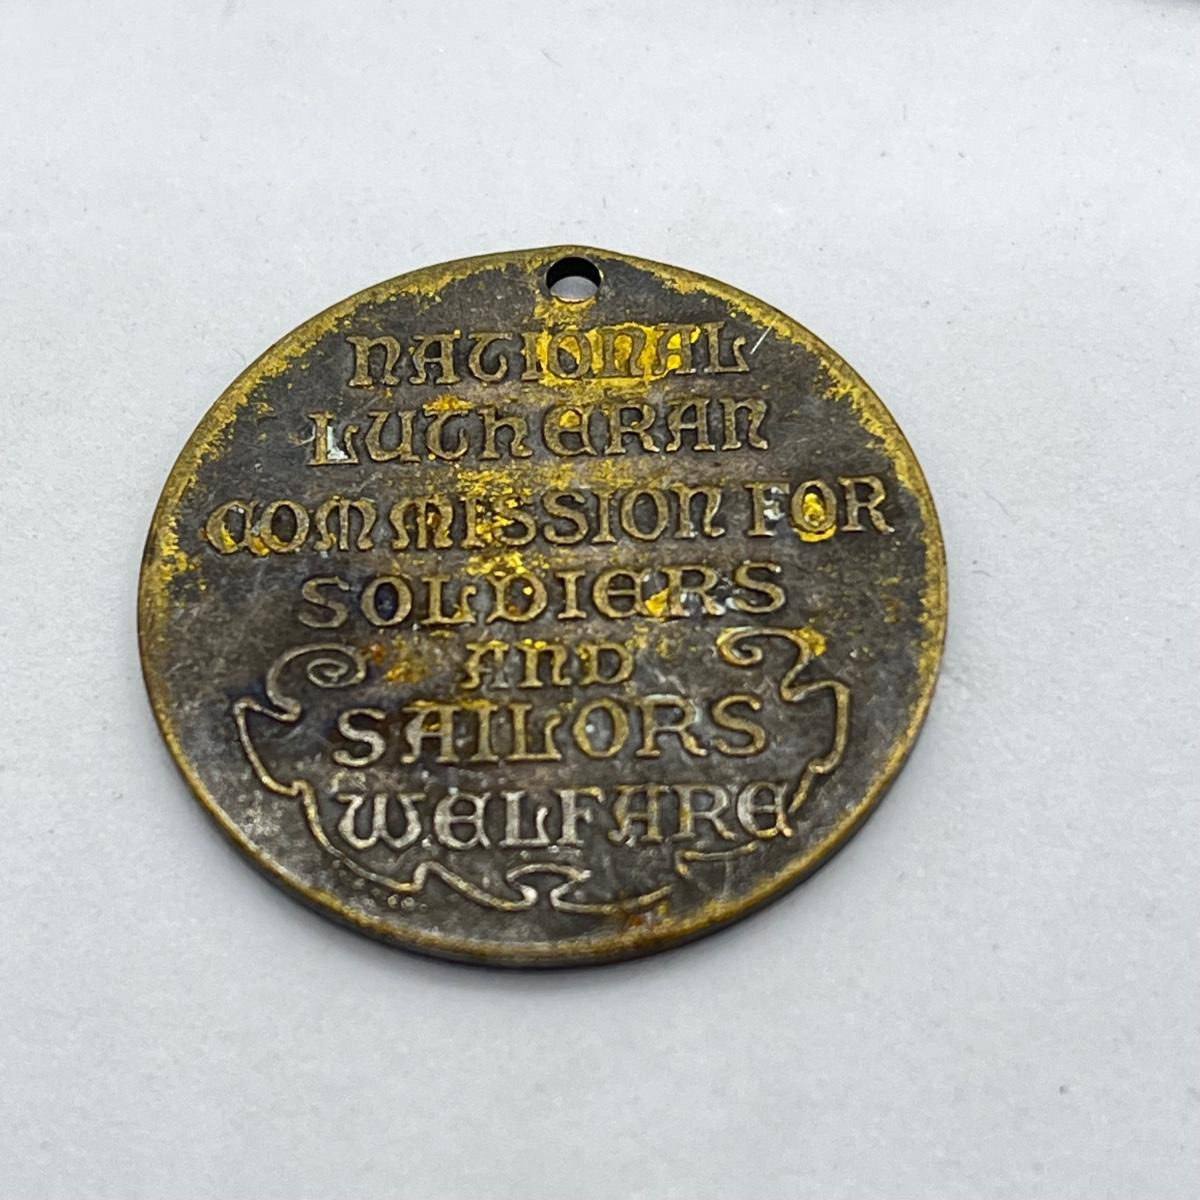 NATIONAL
LUTHERAN
COMMISSION FOR
SOLDIERS
AND
SAILORS
WELFARE